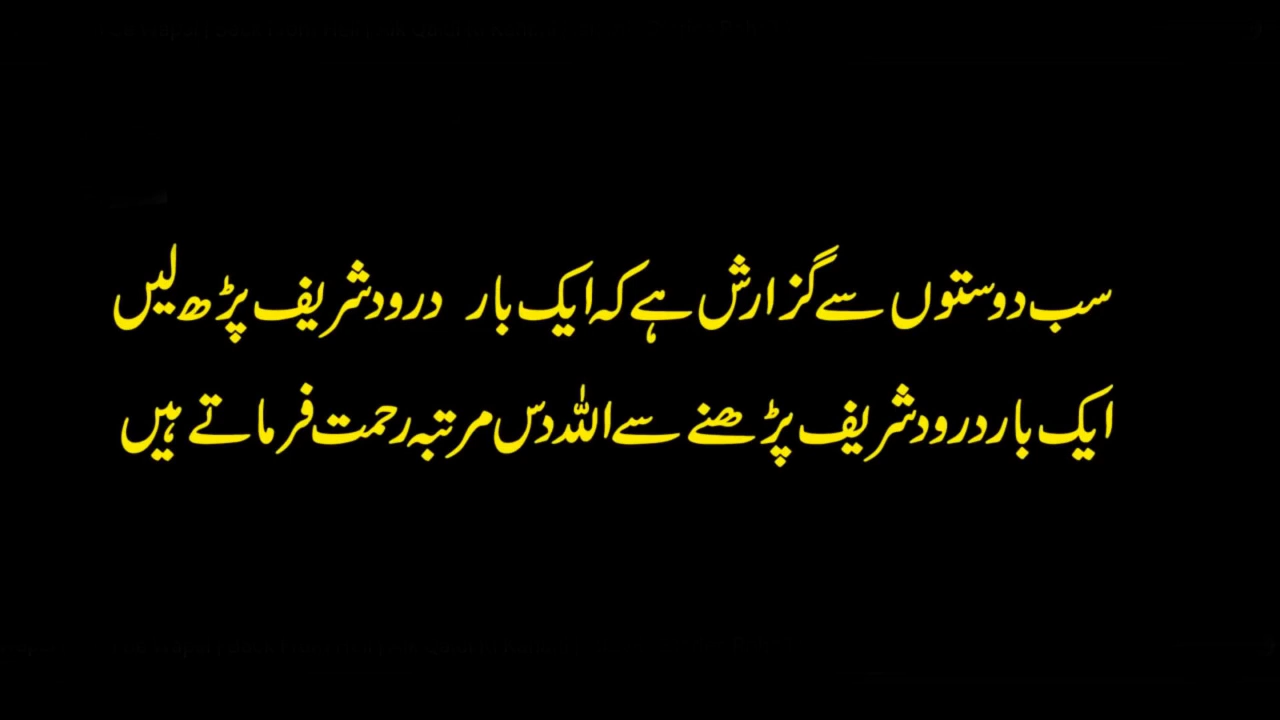 سب دوستوں سے گزارش ہے کہ ایک بار درود شریف پڑھ لیں
ایک بار درود شریف پڑھنے سے اللہ دس مرتبہ رحمت فرماتے ہیں